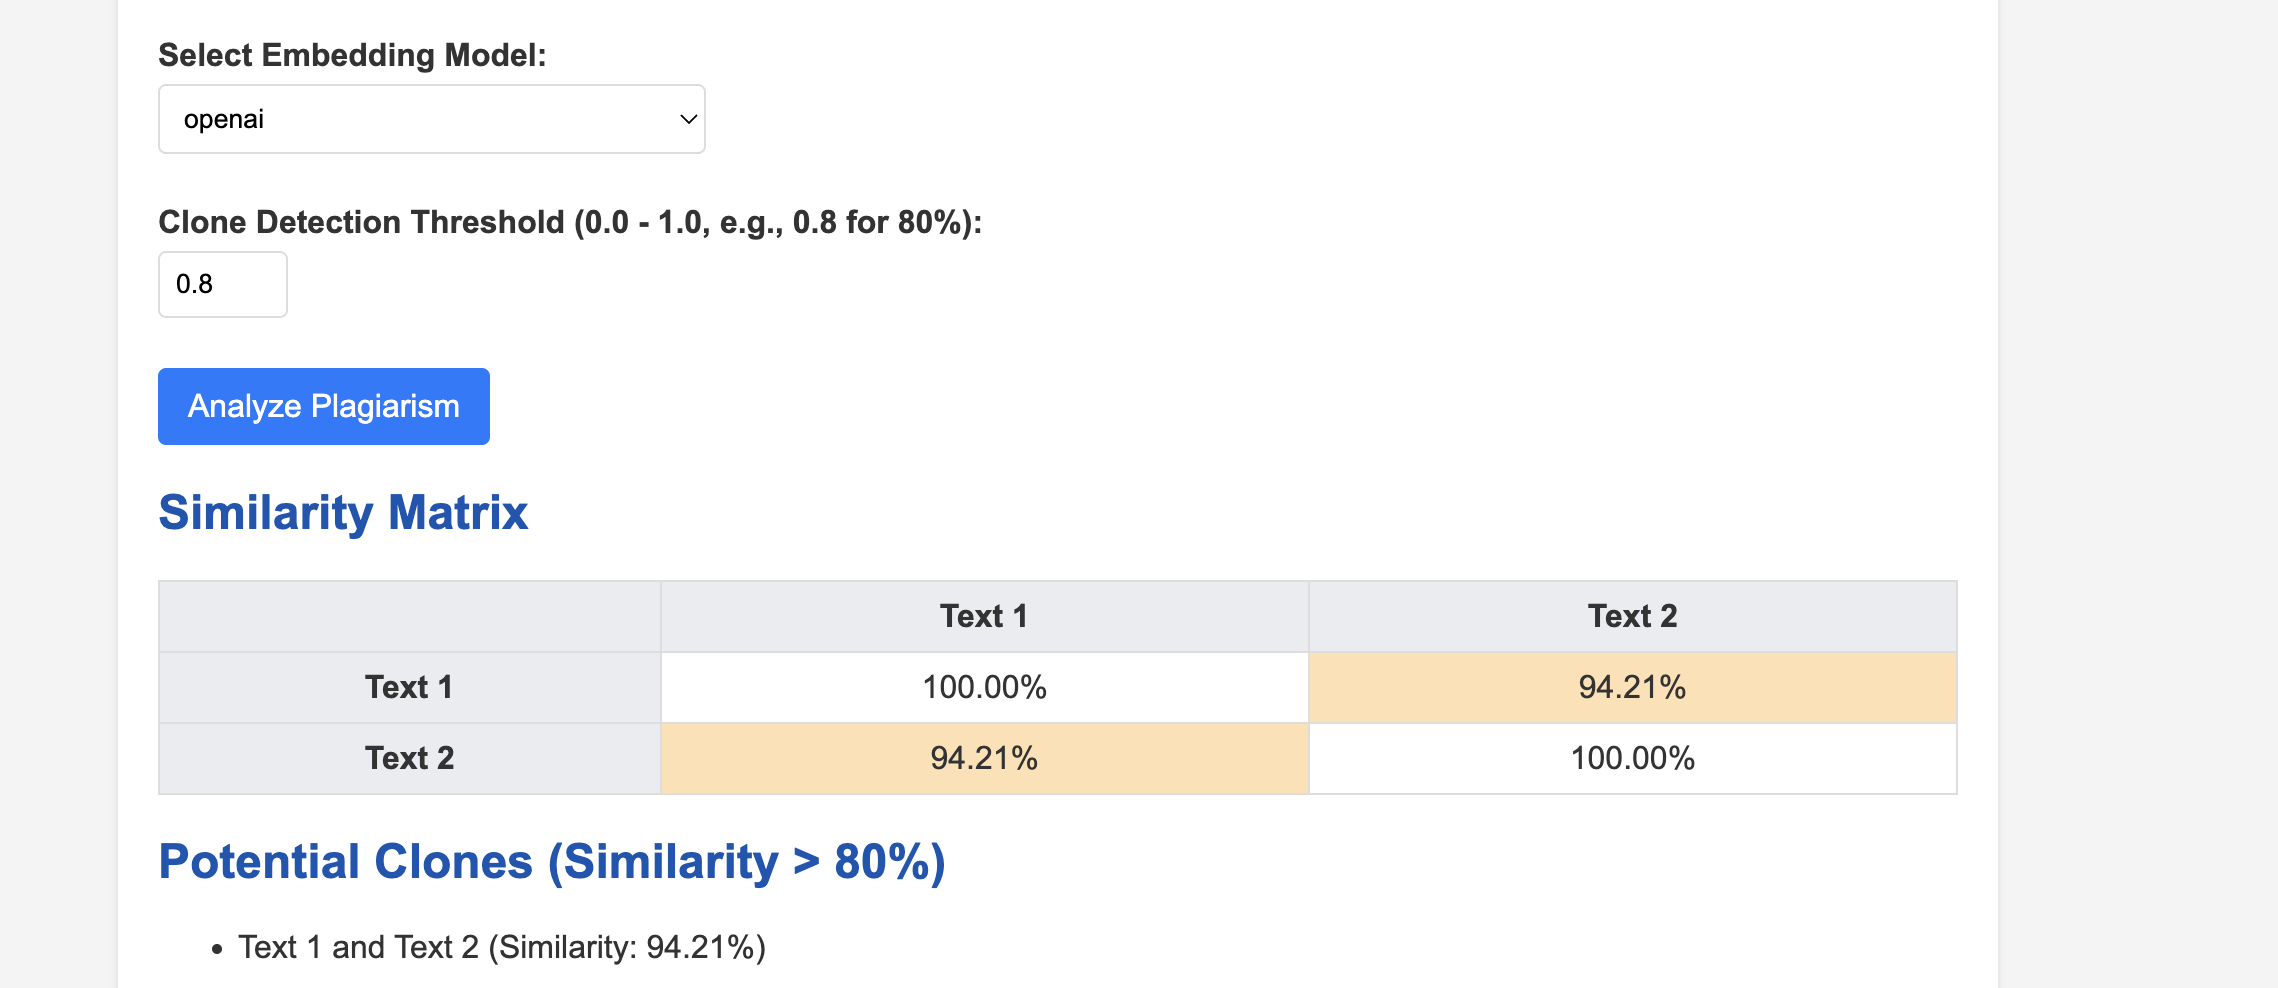 Select Embedding Model:
openai
Clone Detection Threshold (0.0 - 1.0, e.g., 0.8 for 80%):
0.8
Analyze Plagiarism
Similarity Matrix
Text 1 Text 2
Text 1 100.00% 94.21%
Text 2 94.21% 100.00%
Potential Clones (Similarity > 80%)
• Text 1 and Text 2 (Similarity: 94.21%)